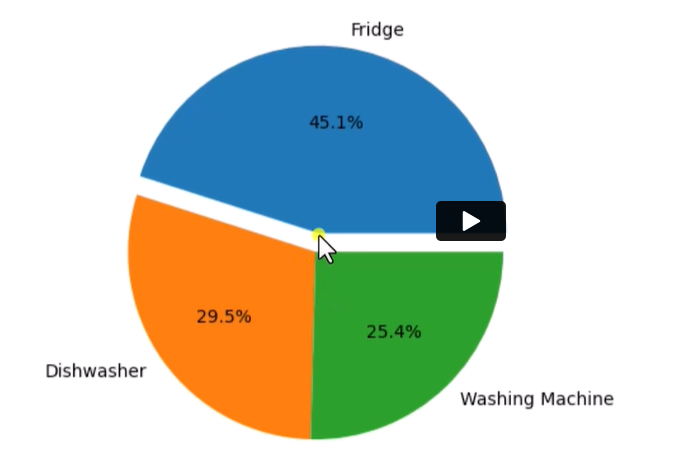 Fridge
45.1%
29.5%
25.4%
Dishwasher
Washing Machine